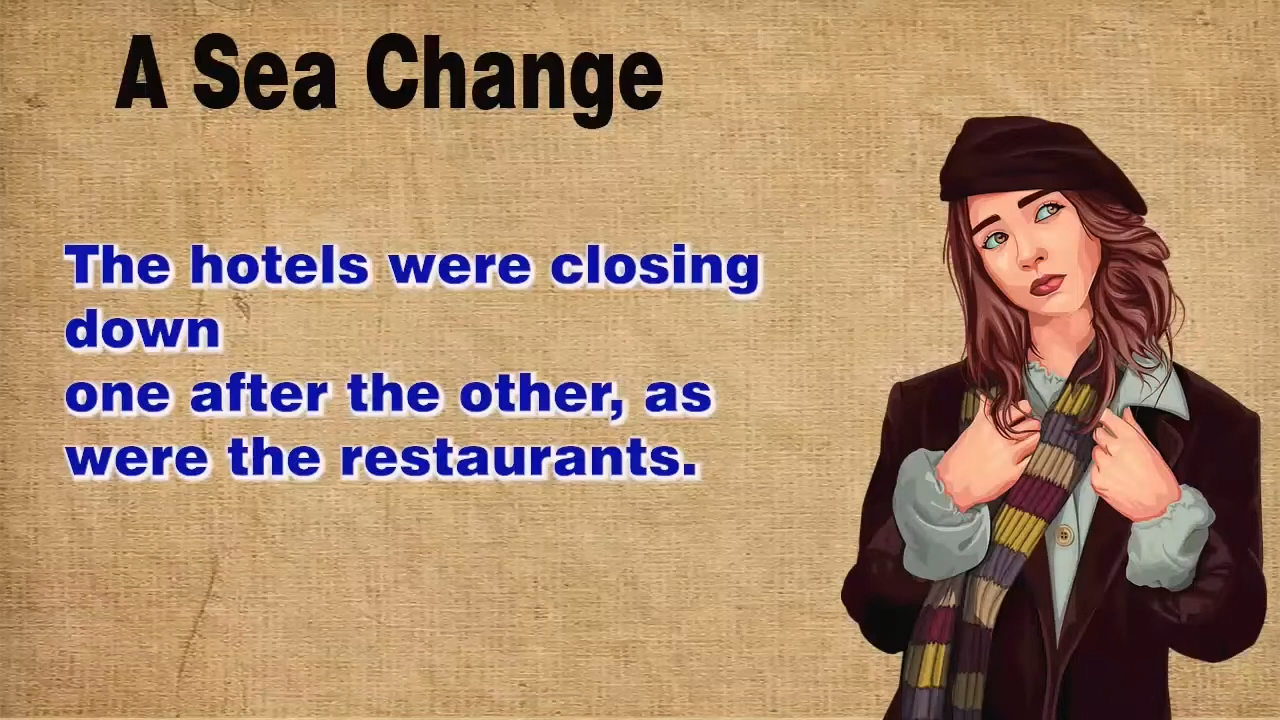 A Sea Change
The hotels were closing
down
one after the other, as
were the restaurants.